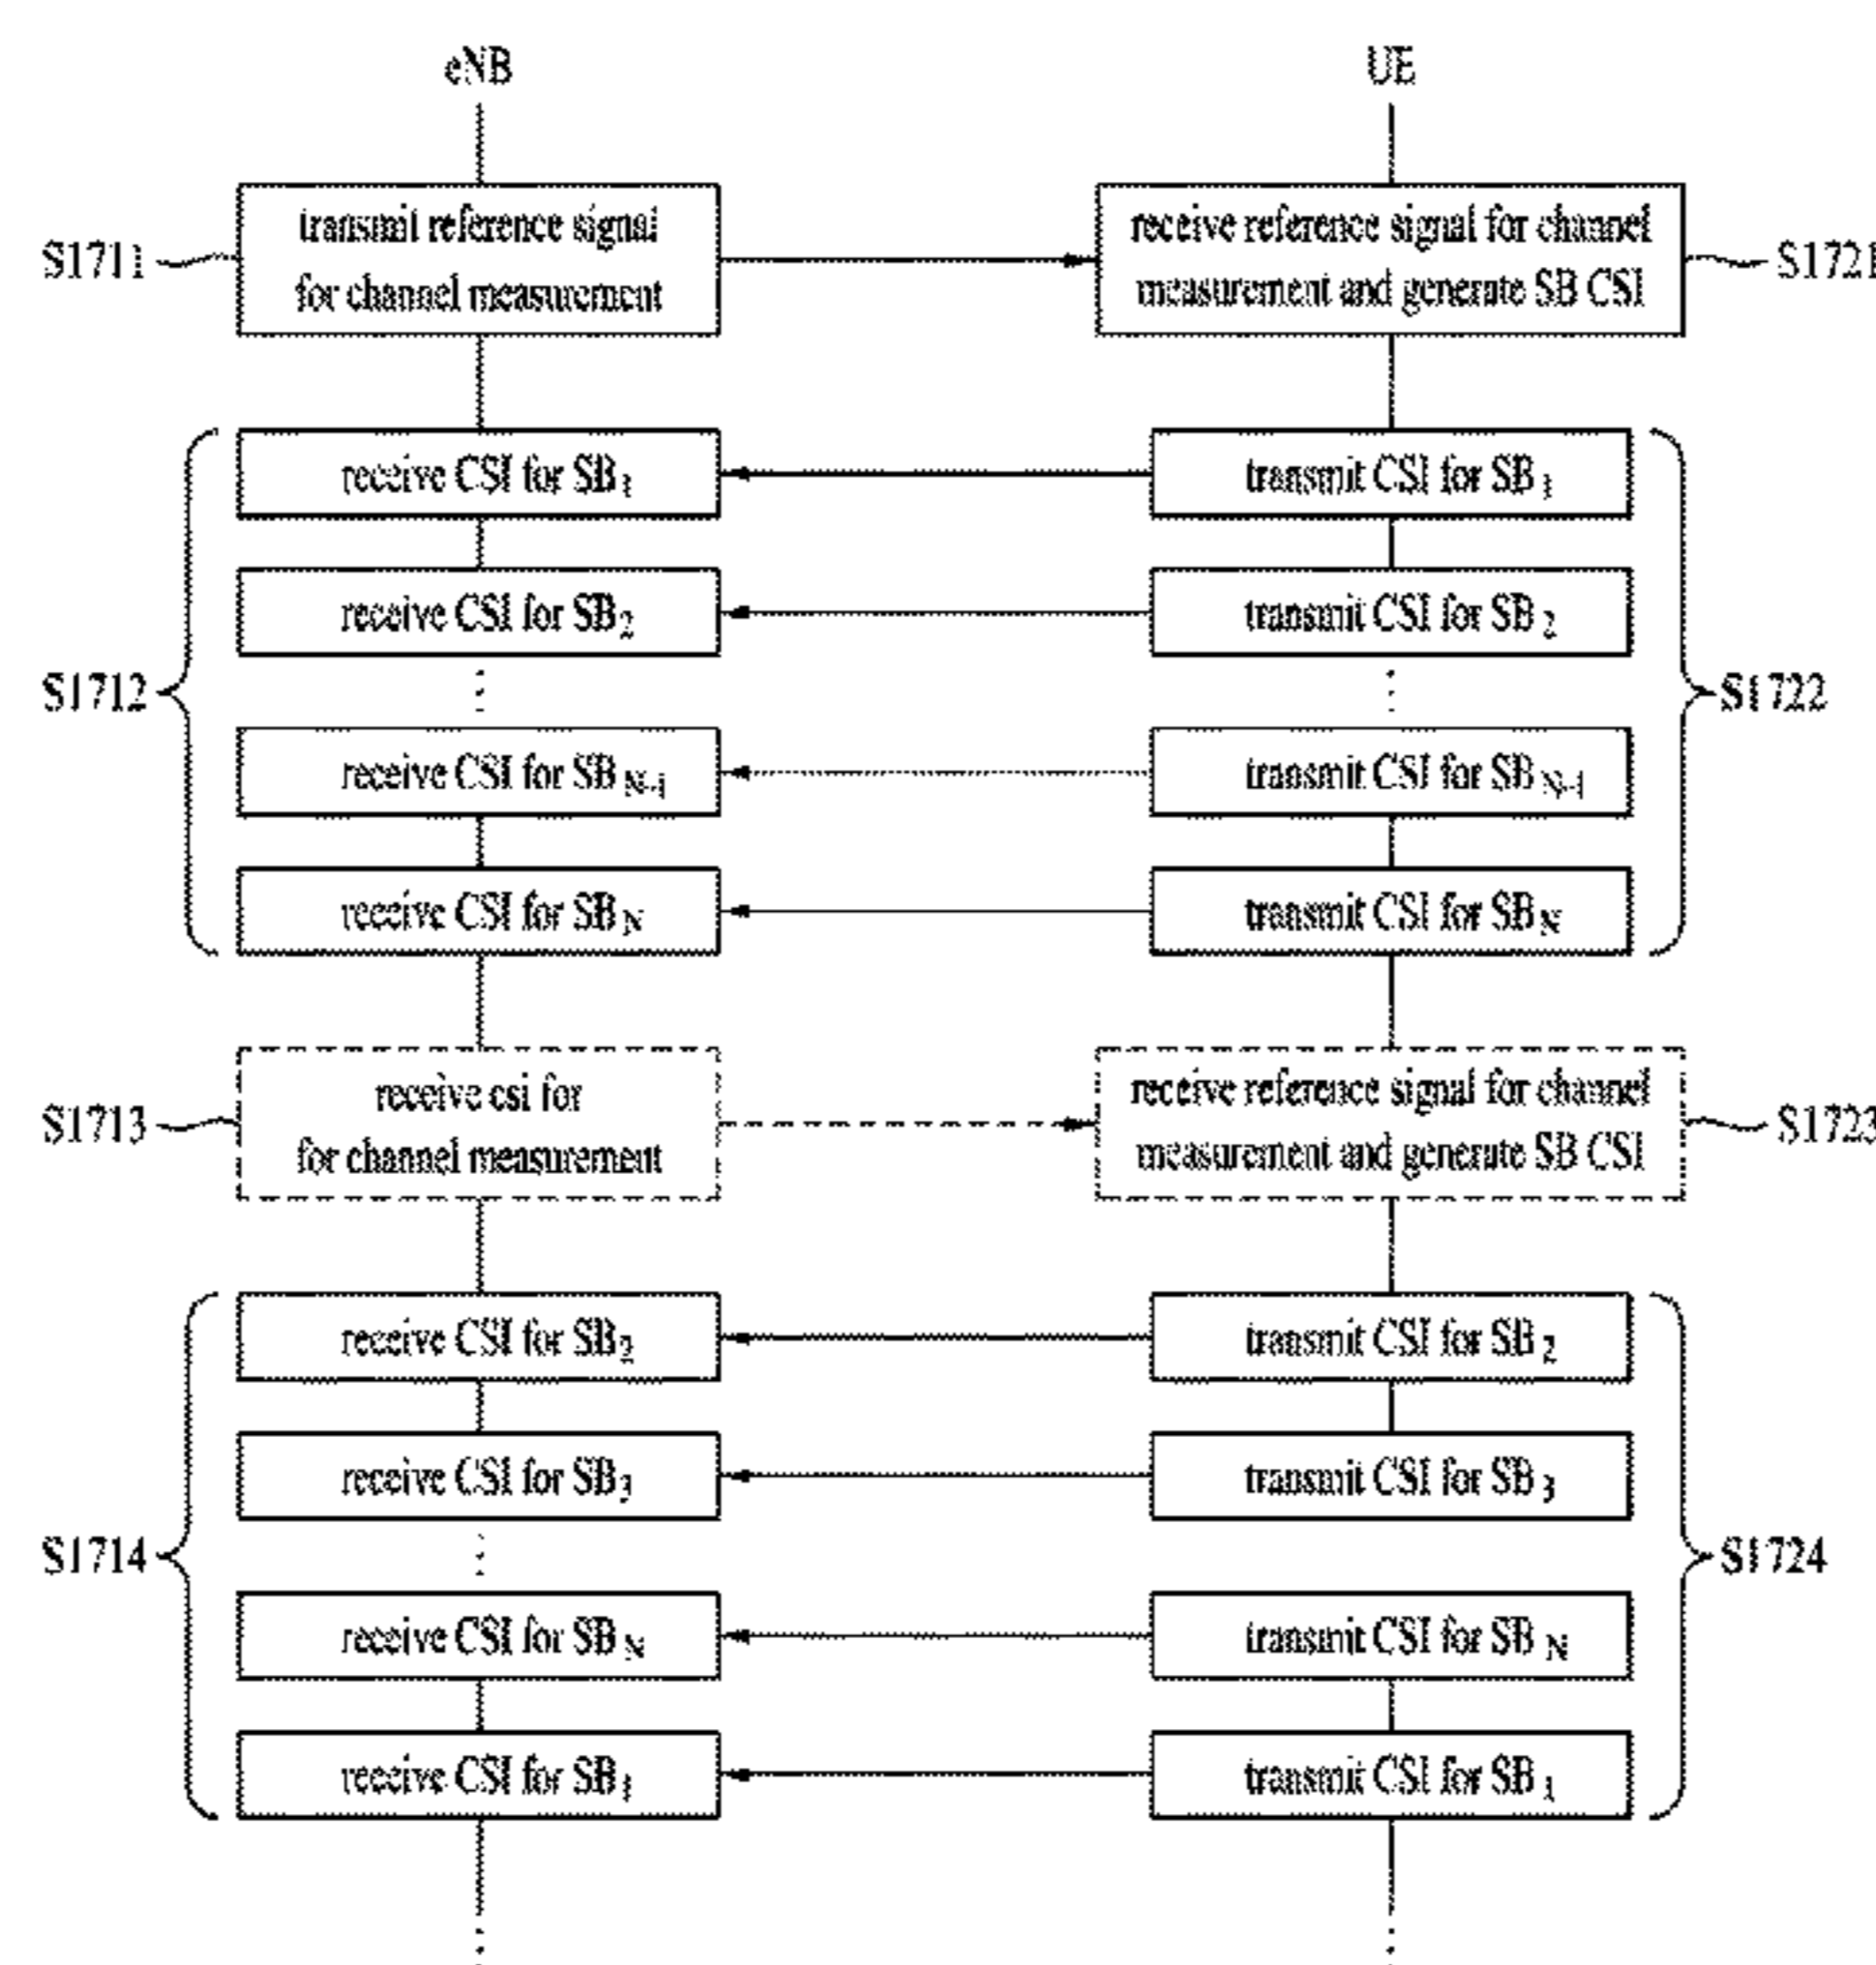 eNB UE
transmit reference signal
for channel measurement
receive reference signal for channel
measurement and generate SB CSI
S1711
S1721
receive CSI for SB1
transmit CSI for SB1
receive CSI for SB2
transmit CSI for SB2
S1712
S1722
receive CSI for SBN-1
transmit CSI for SBN-1
receive CSI for SBN
transmit CSI for SBN
receive csi for
for channel measurement
receive reference signal for channel
measurement and generate SB CSI
S1713
S1723
receive CSI for SB2
transmit CSI for SB2
receive CSI for SB3
transmit CSI for SB3
S1714
S1724
receive CSI for SBN
transmit CSI for SBN
receive CSI for SB1
transmit CSI for SB1